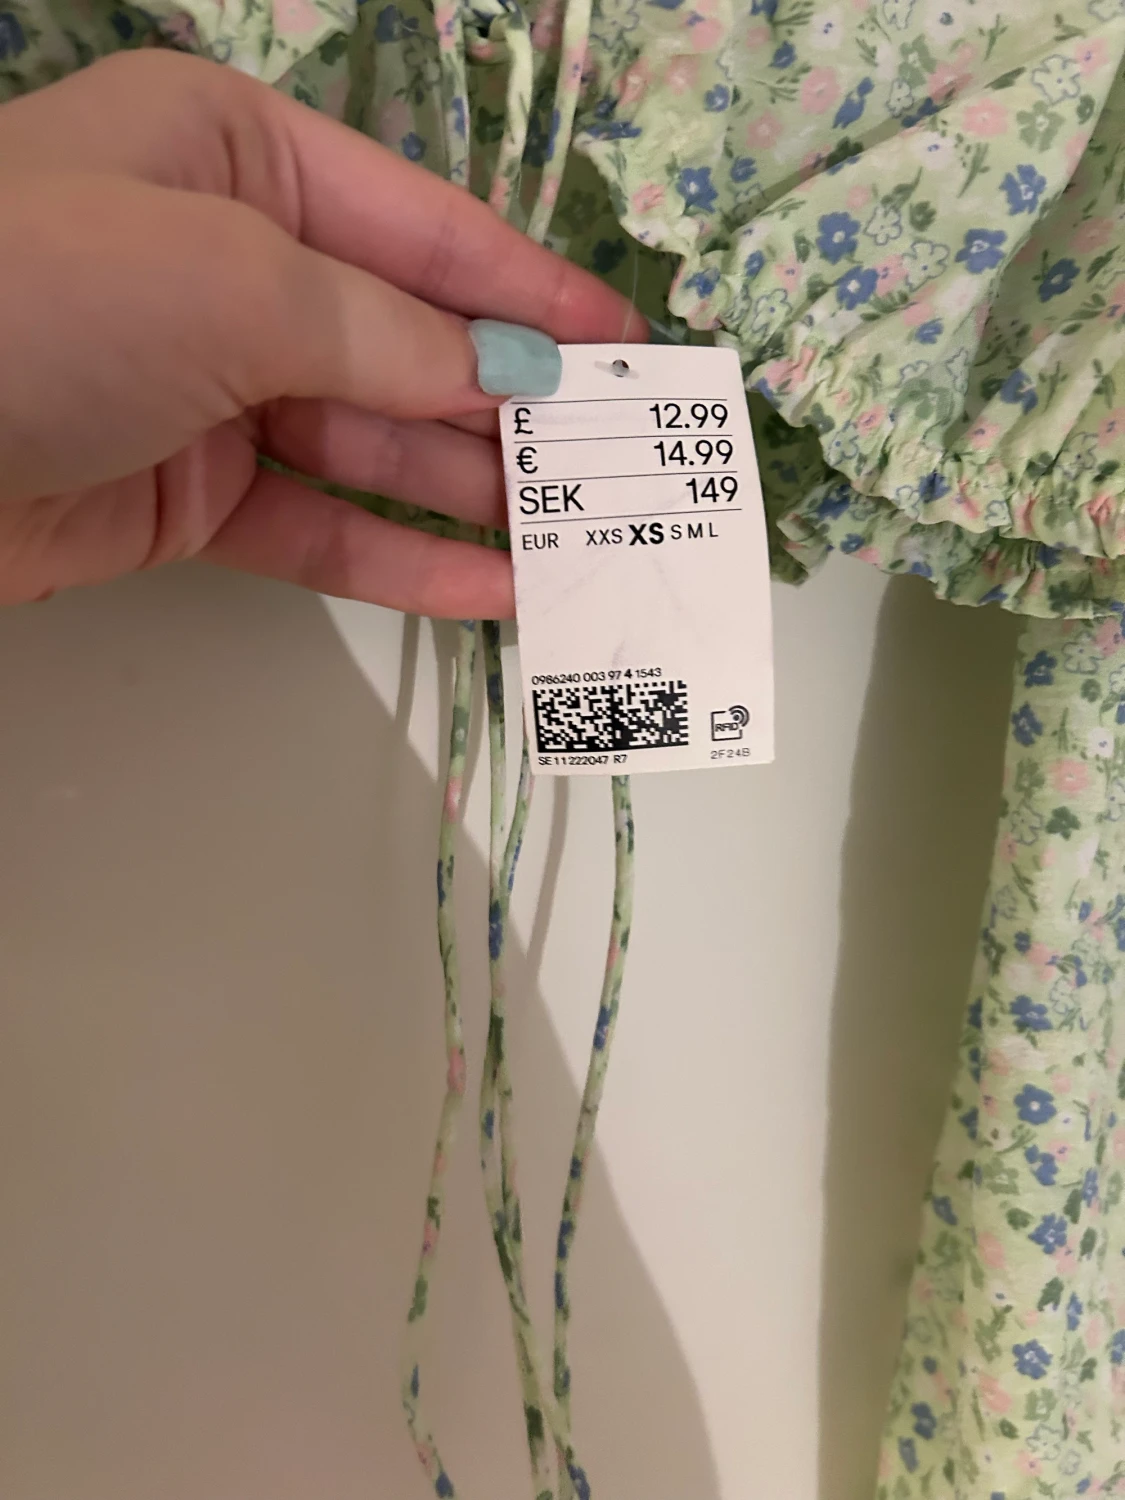 £ 12.99
€ 14.99
SEK 149
EUR XXS XS S M L
0986240 003 97 4 1543
RFID
SE11222047 R7
2F24B